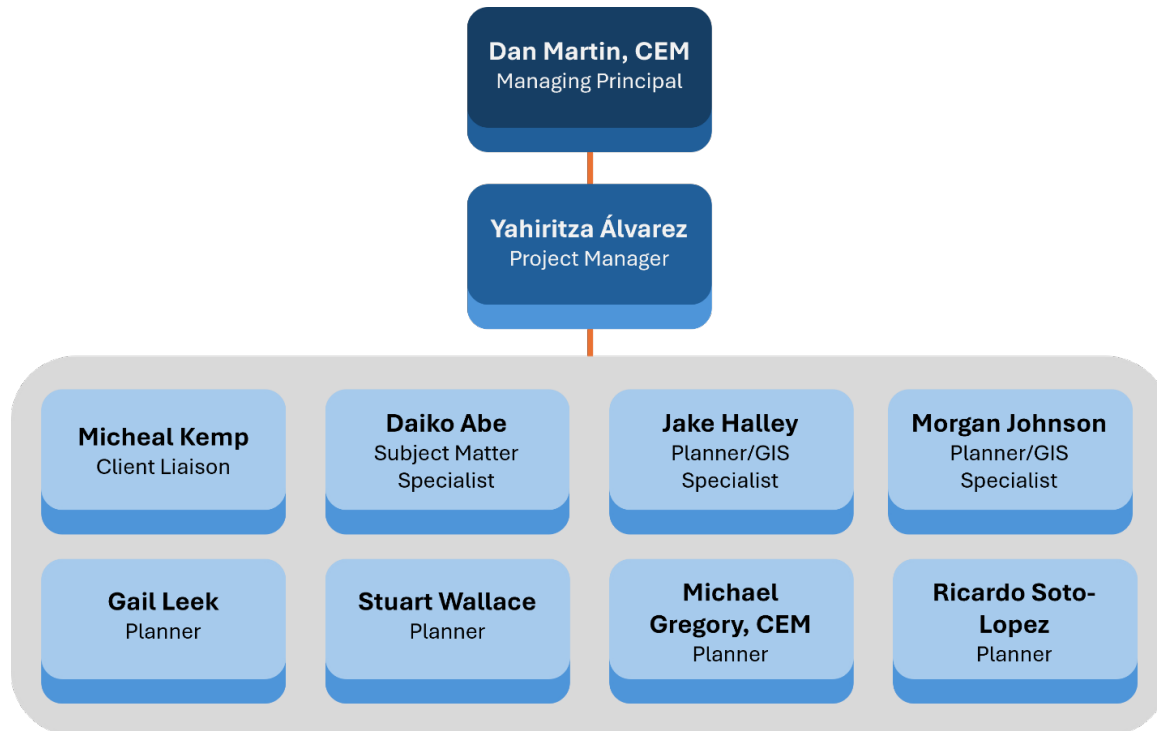 Dan Martin, CEM
Managing Principal
Yahiritza Álvarez
Project Manager
Micheal Kemp
Client Liaison
Daiko Abe
Subject Matter
Specialist
Jake Halley
Planner/GIS
Specialist
Morgan Johnson
Planner/GIS
Specialist
Gail Leek
Planner
Stuart Wallace
Planner
Michael
Gregory, CEM
Planner
Ricardo Soto-
Lopez
Planner